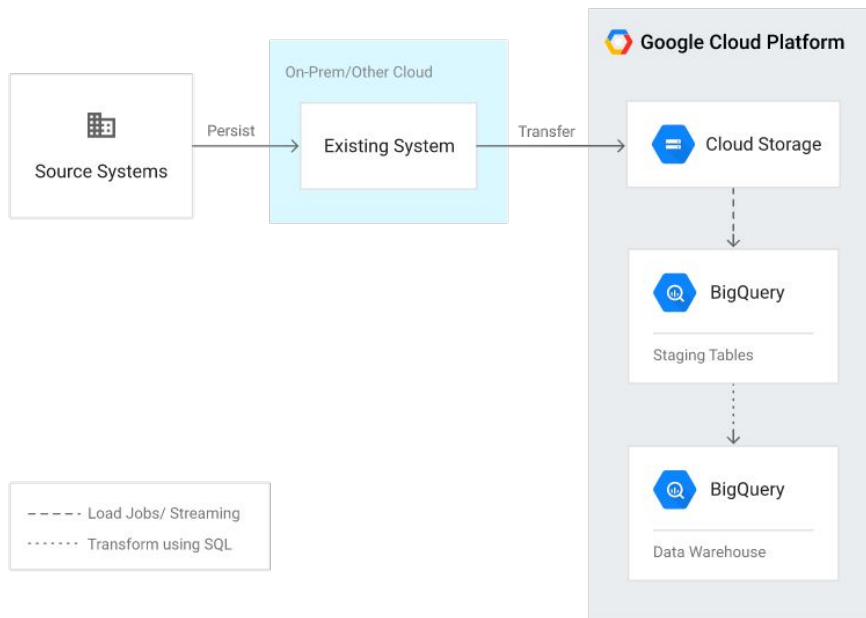 Google Cloud Platform
On-Prem/Other Cloud
Source Systems
Persist
Existing System
Transfer
Cloud Storage
BigQuery
Staging Tables
BigQuery
Data Warehouse
Load Jobs/ Streaming
Transform using SQL